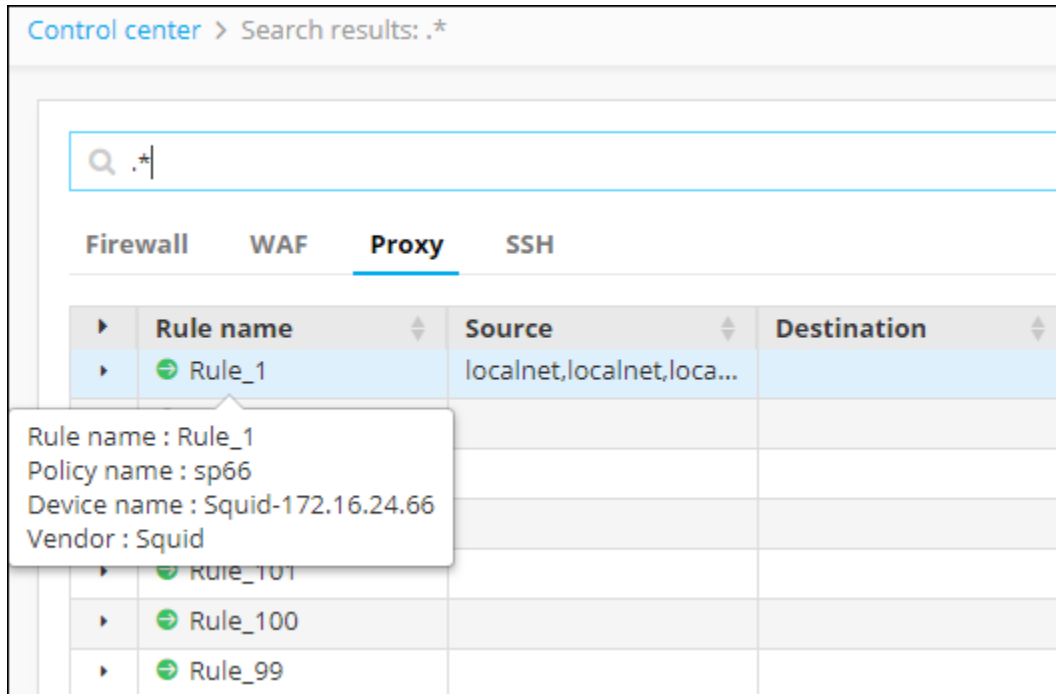 Control center > Search results: .*
.*
Firewall WAF Proxy SSH
Rule name Source Destination
Rule_1 localnet,localnet,loca...
Rule name : Rule_1
Policy name : sp66
Device name : Squid-172.16.24.66
Vendor : Squid
Rule_101
Rule_100
Rule_99